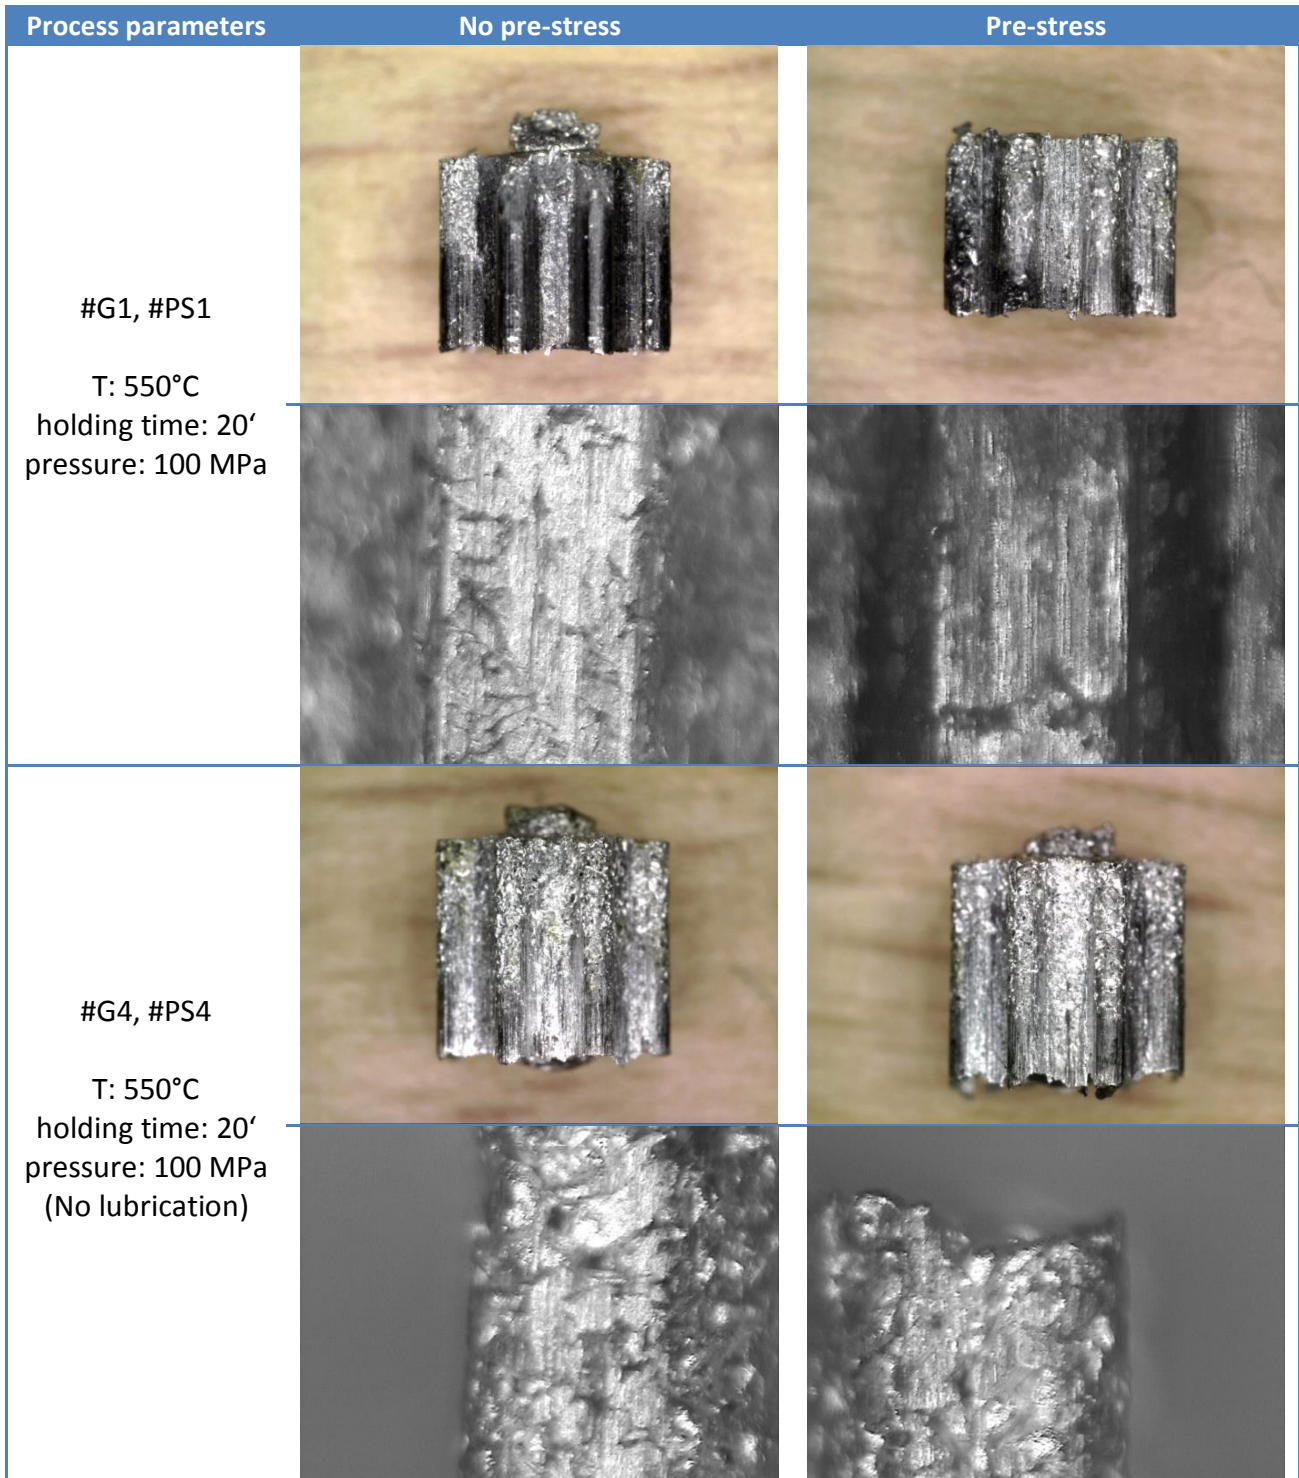 Process parameters No pre-stress Pre-stress
#G1, #PS1
T: 550°C
holding time: 20‘
pressure: 100 MPa
#G4, #PS4
T: 550°C
holding time: 20‘
pressure: 100 MPa
(No lubrication)